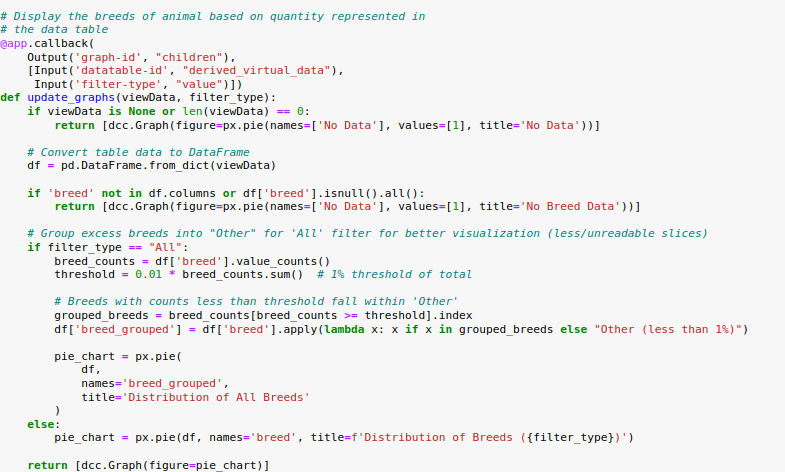 # Display the breeds of animal based on quantity represented in
# the data table
@app.callback(
    Output('graph-id', "children"),
    [Input('datatable-id', "derived_virtual_data"),
     Input('filter-type', "value")])
def update_graphs(viewData, filter_type):
    if viewData is None or len(viewData) == 0:
        return [dcc.Graph(figure=px.pie(names=['No Data'], values=[1], title='No Data'))]

    # Convert table data to DataFrame
    df = pd.DataFrame.from_dict(viewData)

    if 'breed' not in df.columns or df['breed'].isnull().all():
        return [dcc.Graph(figure=px.pie(names=['No Data'], values=[1], title='No Breed Data'))]

    # Group excess breeds into "Other" for 'All' filter for better visualization (less/unreadable slices)
    if filter_type == "All":
        breed_counts = df['breed'].value_counts()
        threshold = 0.01 * breed_counts.sum()  # 1% threshold of total

        # Breeds with counts less than threshold fall within 'Other'
        grouped_breeds = breed_counts[breed_counts >= threshold].index
        df['breed_grouped'] = df['breed'].apply(lambda x: x if x in grouped_breeds else "Other (less than 1%)")

        pie_chart = px.pie(
            df,
            names='breed_grouped',
            title='Distribution of All Breeds'
        )
    else:
        pie_chart = px.pie(df, names='breed', title=f'Distribution of Breeds ({filter_type})')

    return [dcc.Graph(figure=pie_chart)]